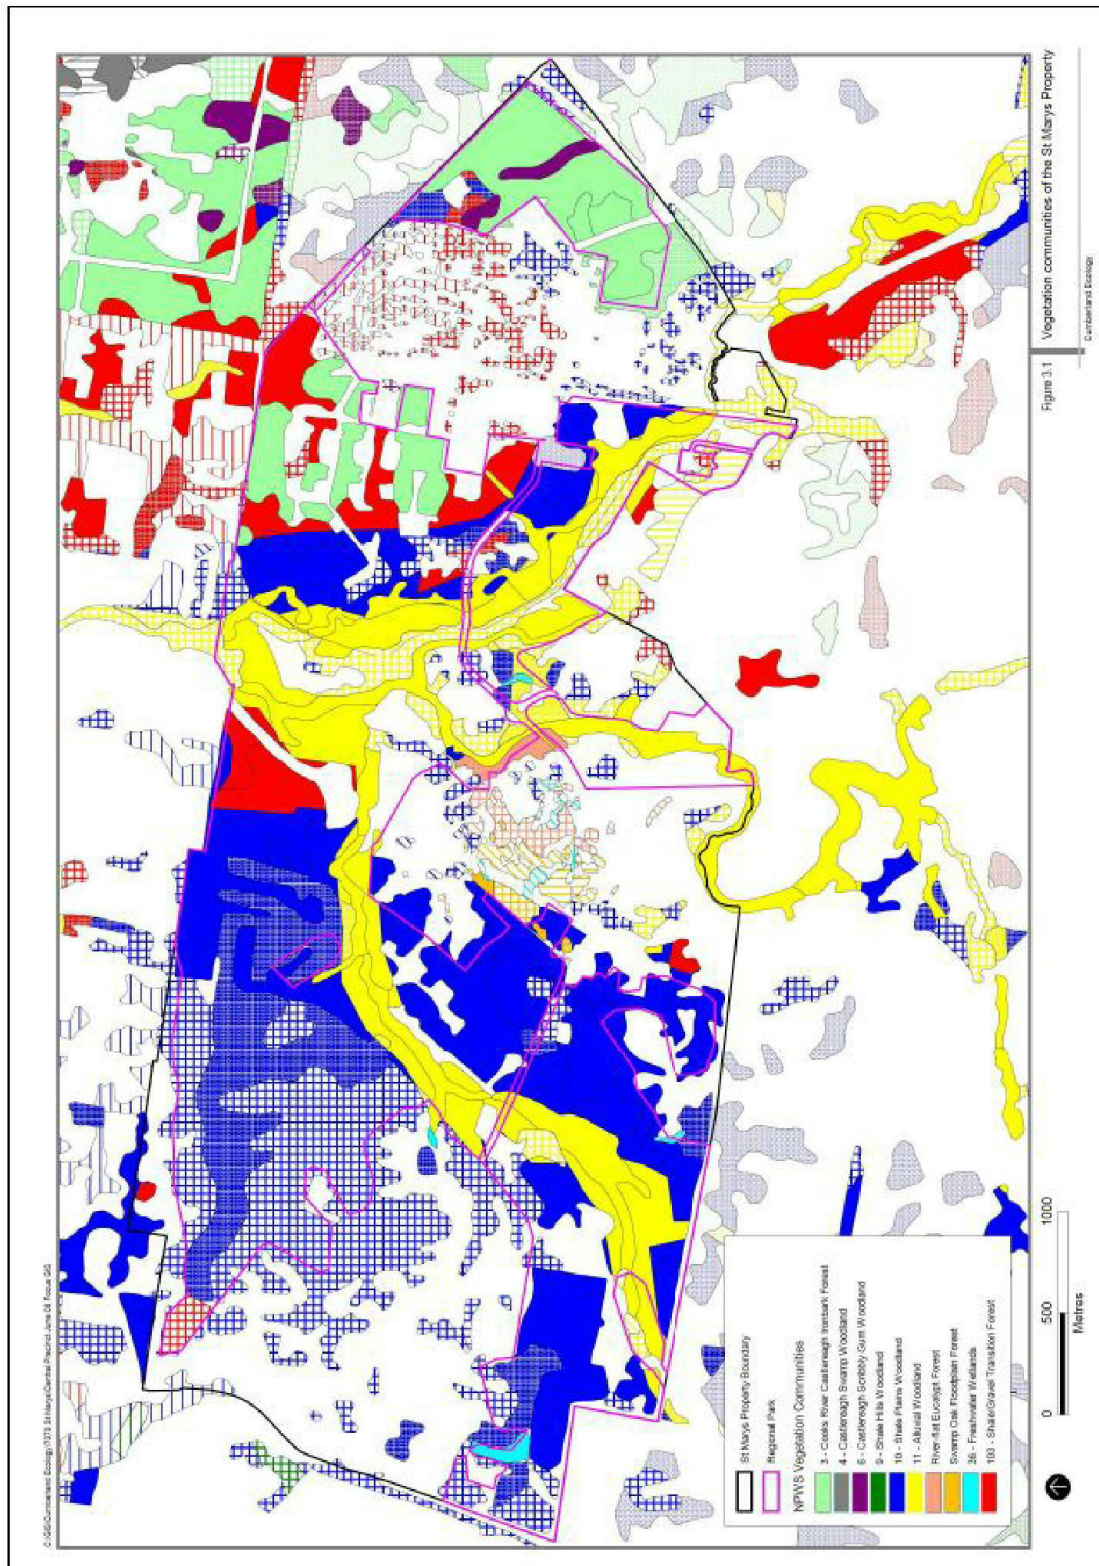 Figure 3.1 Vegetation communities of the St Marys Property
Cumberland Ecology
St Marys Property Boundary
Regional Park
NPWS Vegetation Communities
3 - Cooks River Castlereagh Ironbark Forest
4 - Castlereagh Swamp Woodland
6 - Castlereagh Scribbly Gum Woodland
9 - Shale Hills Woodland
10 - Shale Plains Woodland
11 - Alluvial Woodland
River-flat Eucalypt Forest
Swamp Oak Floodplain Forest
36 - Freshwater Wetlands
103 - Shale/Gravel Transition Forest
0 500 1000
Metres